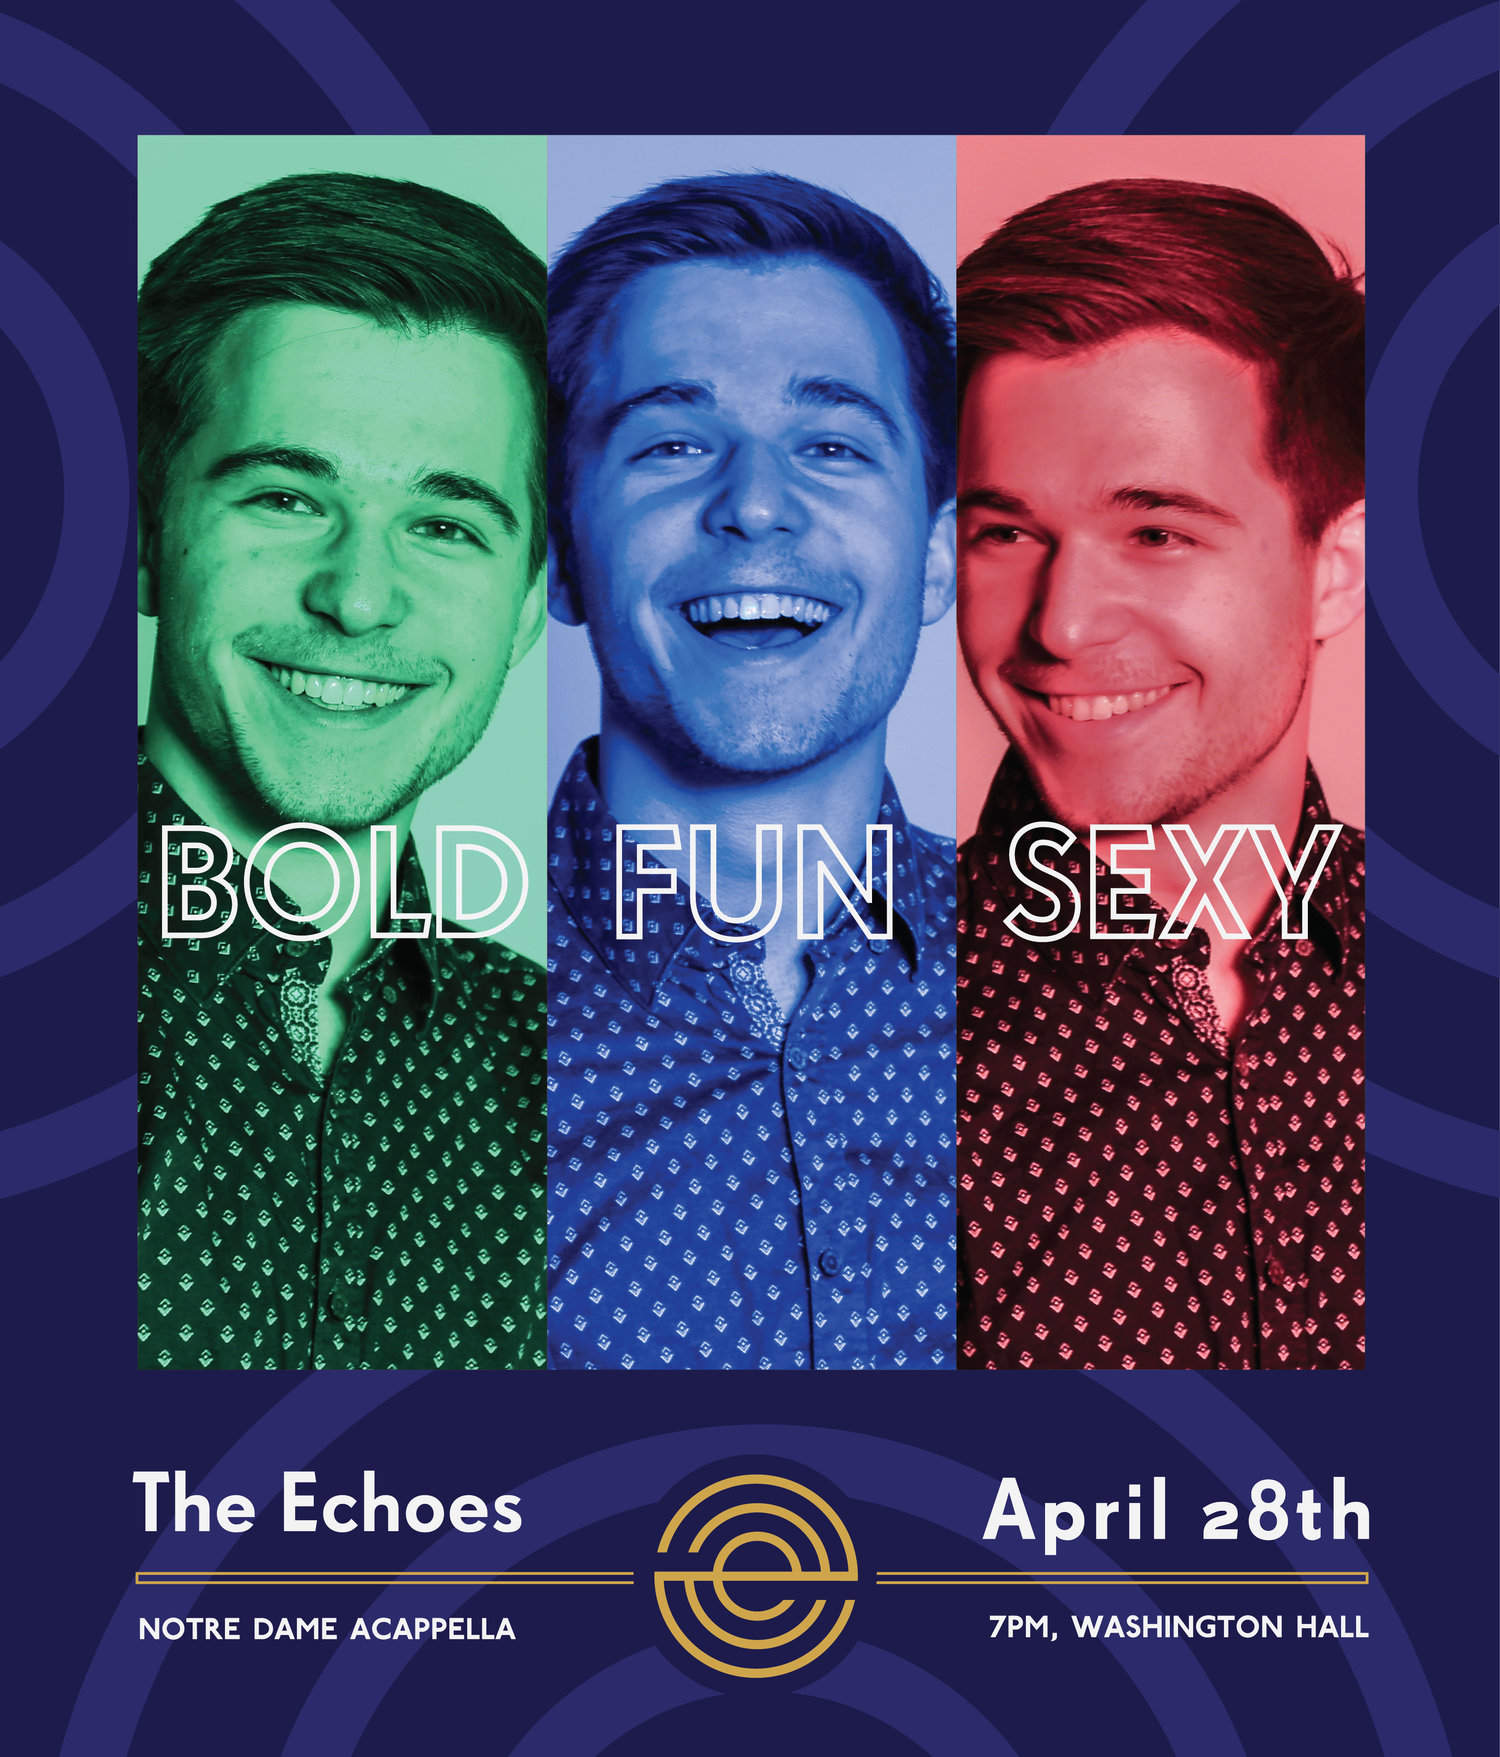 BOLD FUN SEXY
The Echoes
NOTRE DAME ACAPPELLA
April 28th
7PM, WASHINGTON HALL